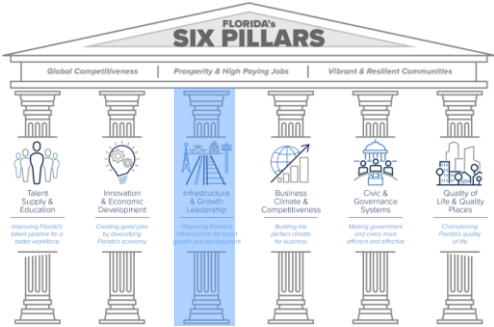 FLORIDA's
SIX PILLARS
Global Competitiveness | Prosperity & High Paying Jobs | Vibrant & Resilient Communities
Talent
Supply &
Education
Improving Florida's
talent pipeline for a
better workforce
Innovation
& Economic
Development
Creating good jobs
by diversifying
Florida's economy
Infrastructure
& Growth
Leadership
Preparing Florida's
infrastructure for smart
growth and development
Business
Climate &
Competitiveness
Building the
perfect climate
for business
Civic &
Governance
Systems
Making government
and civics more
efficient and effective
Quality of
Life & Quality
Places
Championing
Florida's quality
of life